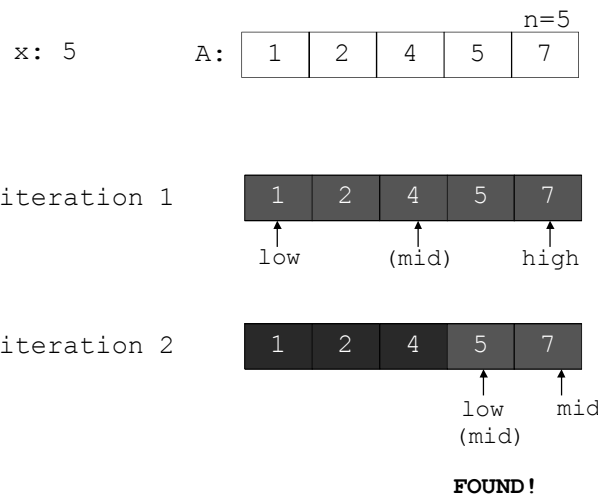 n=5
x: 5 A: 1 2 4 5 7
iteration 1 1 2 4 5 7
low (mid) high
iteration 2 1 2 4 5 7
low mid
(mid)
FOUND!